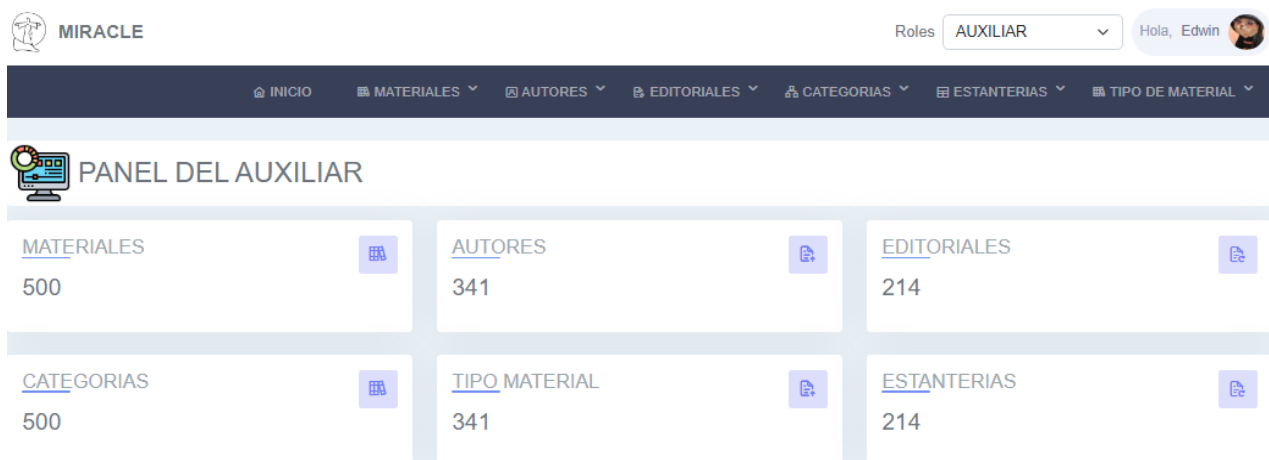 MIRACLE Roles AUXILIAR Hola, Edwin
INICIO MATERIALES AUTORES EDITORIALES CATEGORIAS ESTANTERIAS TIPO DE MATERIAL
PANEL DEL AUXILIAR
MATERIALES AUTORES EDITORIALES
500 341 214
CATEGORIAS TIPO MATERIAL ESTANTERIAS
500 341 214